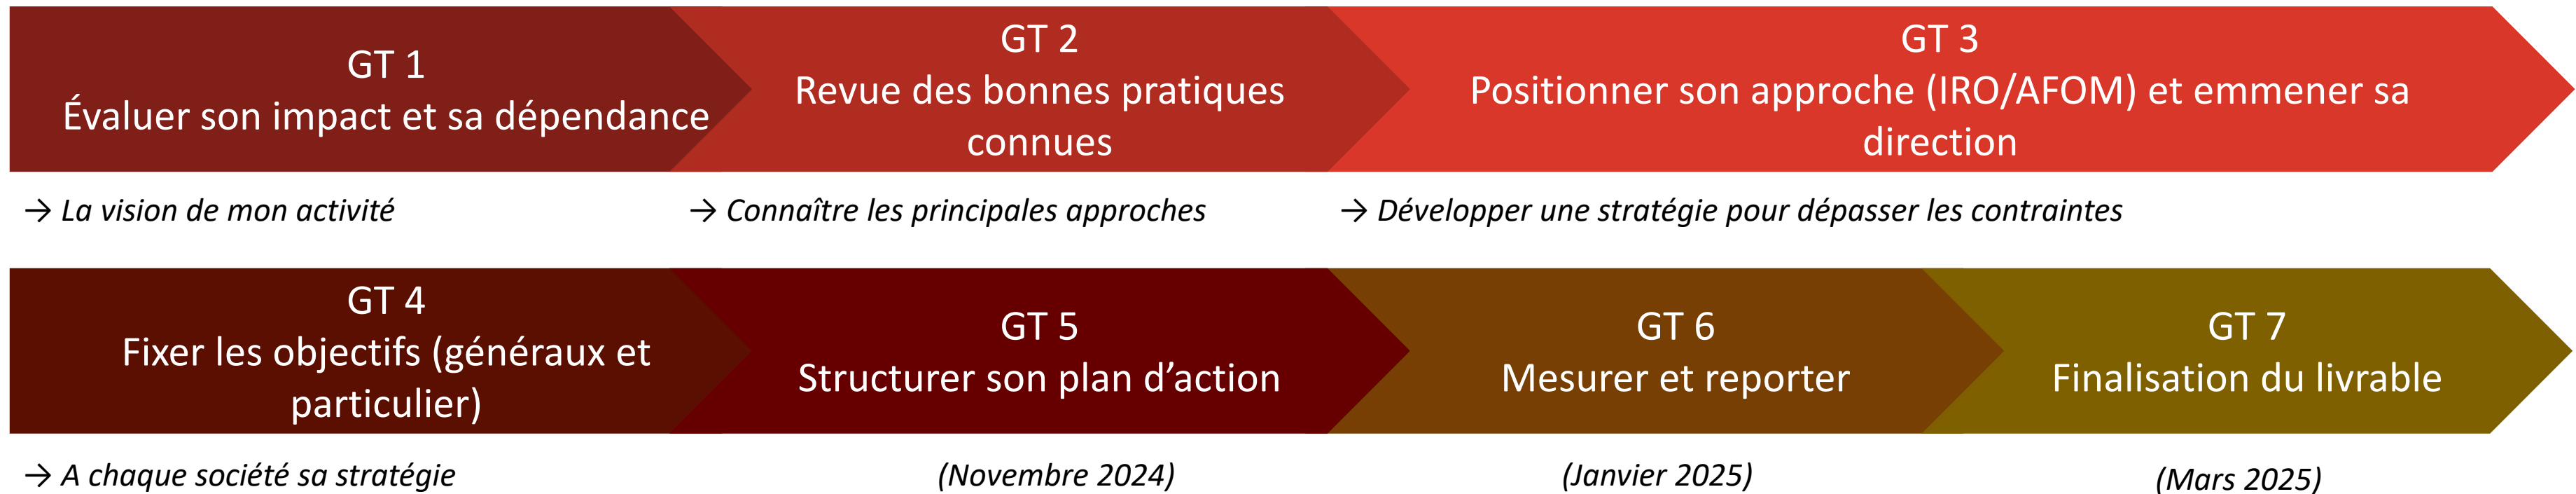 GT 1
Évaluer son impact et sa dépendance
GT 2
Revue des bonnes pratiques
connues
GT 3
Positionner son approche (IRO/AFOM) et emmener sa
direction
→ La vision de mon activité
→ Connaître les principales approches
→ Développer une stratégie pour dépasser les contraintes
GT 4
Fixer les objectifs (généraux et
particulier)
GT 5
Structurer son plan d’action
GT 6
Mesurer et reporter
GT 7
Finalisation du livrable
→ A chaque société sa stratégie
(Novembre 2024)
(Janvier 2025)
(Mars 2025)